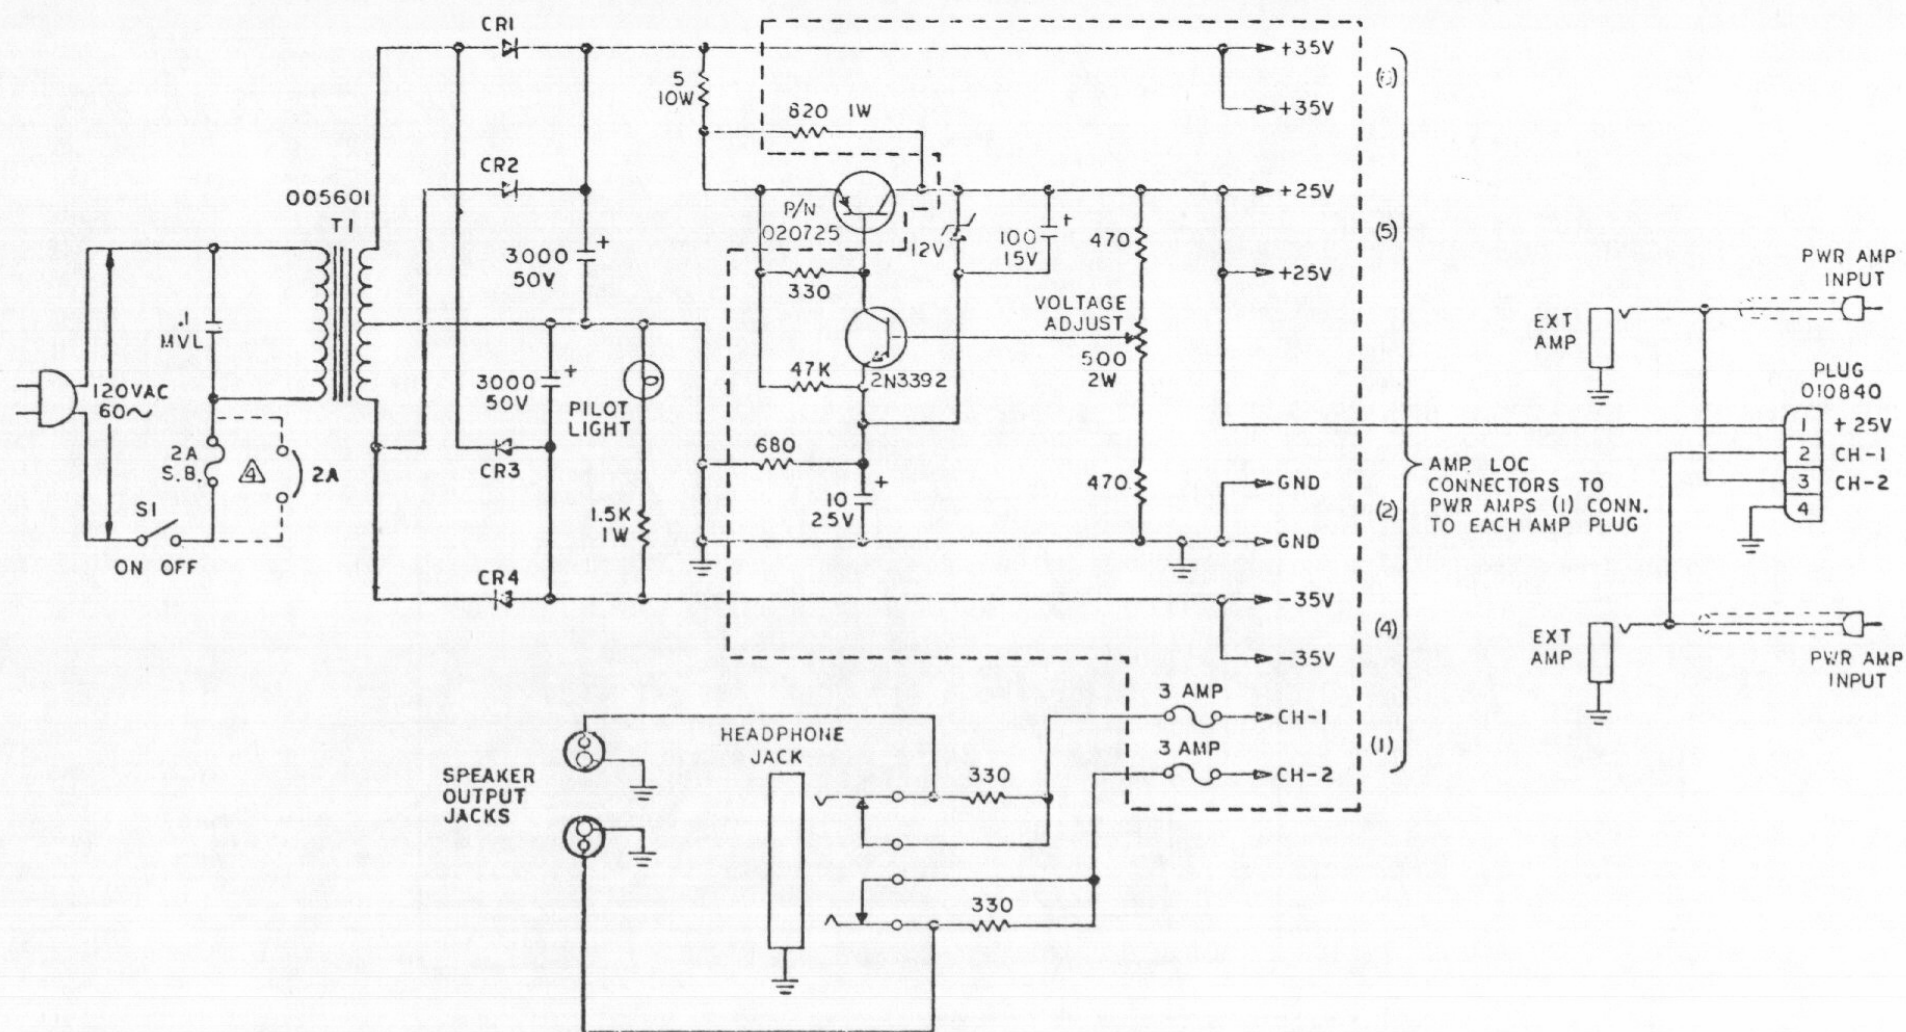 CR1
+35V
5
10W
820 1W
+35V
CR2
005601
T1
P/N
020725
12V
100
15V
+
470
+25V
(5)
+25V
3000
50V
+
330
VOLTAGE
ADJUST
500
2W
PWR AMP
INPUT
EXT
AMP
.1
MVL
120VAC
60~
3000
50V
+
PILOT
LIGHT
47K
2N3392
PLUG
010840
1 +25V
2 CH-1
3 CH-2
4
2A
S.B.
4
2A
CR3
680
10
25V
+
470
GND
(2)
GND
AMP LOC
CONNECTORS TO
PWR AMPS (1) CONN.
TO EACH AMP PLUG
S1
ON OFF
1.5K
1W
CR4
-35V
(4)
-35V
EXT
AMP
PWR AMP
INPUT
3 AMP
CH-1
3 AMP
CH-2
(1)
HEADPHONE
JACK
SPEAKER
OUTPUT
JACKS
330
330